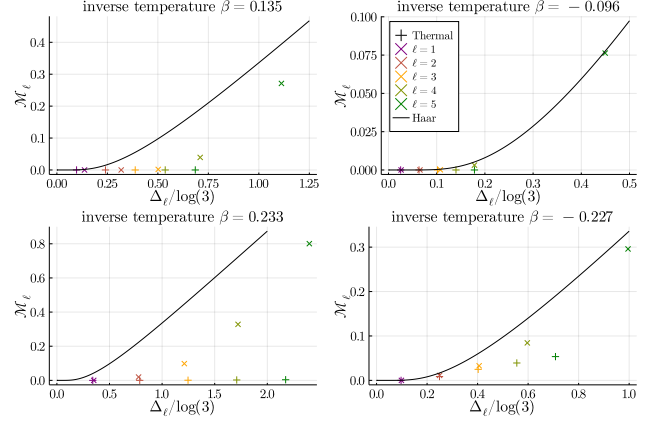 inverse temperature β = 0.135
ℳ_ℓ
0.4
0.3
0.2
0.1
0.0
0.00 0.25 0.50 0.75 1.00 1.25
Δ_ℓ/log(3)
inverse temperature β = − 0.096
ℳ_ℓ
0.100
0.075
0.050
0.025
0.000
Thermal
ℓ = 1
ℓ = 2
ℓ = 3
ℓ = 4
ℓ = 5
Haar
0.0 0.1 0.2 0.3 0.4 0.5
Δ_ℓ/log(3)
inverse temperature β = 0.233
ℳ_ℓ
0.8
0.6
0.4
0.2
0.0
0.0 0.5 1.0 1.5 2.0
Δ_ℓ/log(3)
inverse temperature β = − 0.227
ℳ_ℓ
0.3
0.2
0.1
0.0
0.0 0.2 0.4 0.6 0.8 1.0
Δ_ℓ/log(3)